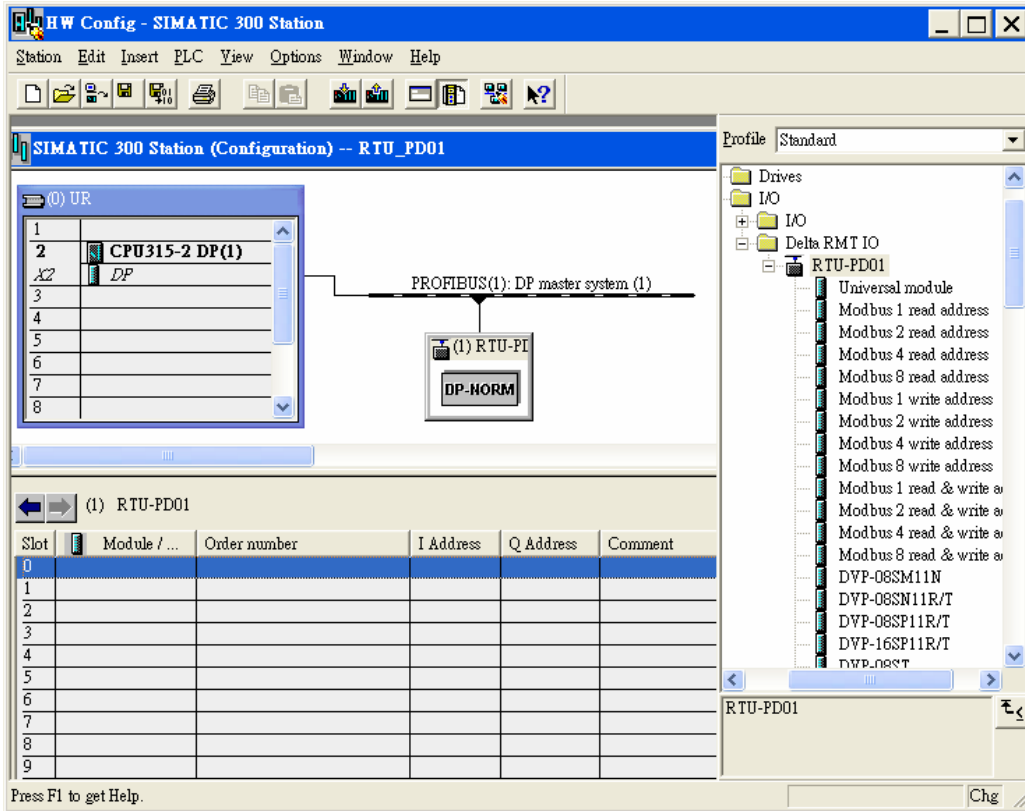 HW Config - SIMATIC 300 Station
Station Edit Insert PLC View Options Window Help
SIMATIC 300 Station (Configuration) -- RTU_PD01
(0) UR
1
2 CPU315-2 DP(1)
X2 DP
3
4
5
6
7
8
PROFIBUS(1): DP master system (1)
(1) RTU-PD
DP-NORM
(1) RTU-PD01
Slot Module / ... Order number I Address Q Address Comment
0
1
2
3
4
5
6
7
8
9
Profile Standard
Drives
I/O
I/O
Delta RMT IO
RTU-PD01
Universal module
Modbus 1 read address
Modbus 2 read address
Modbus 4 read address
Modbus 8 read address
Modbus 1 write address
Modbus 2 write address
Modbus 4 write address
Modbus 8 write address
Modbus 1 read & write a
Modbus 2 read & write a
Modbus 4 read & write a
Modbus 8 read & write a
DVP-08SM11N
DVP-08SN11R/T
DVP-08SP11R/T
DVP-16SP11R/T
DVP-08ST
RTU-PD01
Press F1 to get Help.
Chg